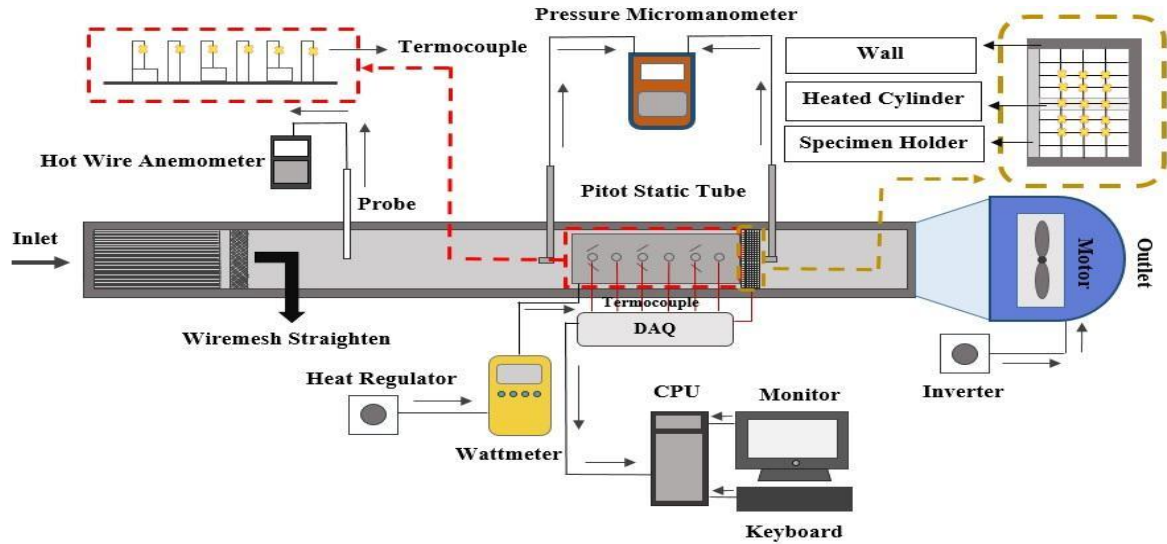 Pressure Micromanometer
Termocouple
Wall
Heated Cylinder
Specimen Holder
Hot Wire Anemometer
Probe
Pitot Static Tube
Inlet
Motor
Outlet
Wiremesh Straighten
Termocouple
DAQ
Heat Regulator
Wattmeter
CPU
Monitor
Inverter
Keyboard